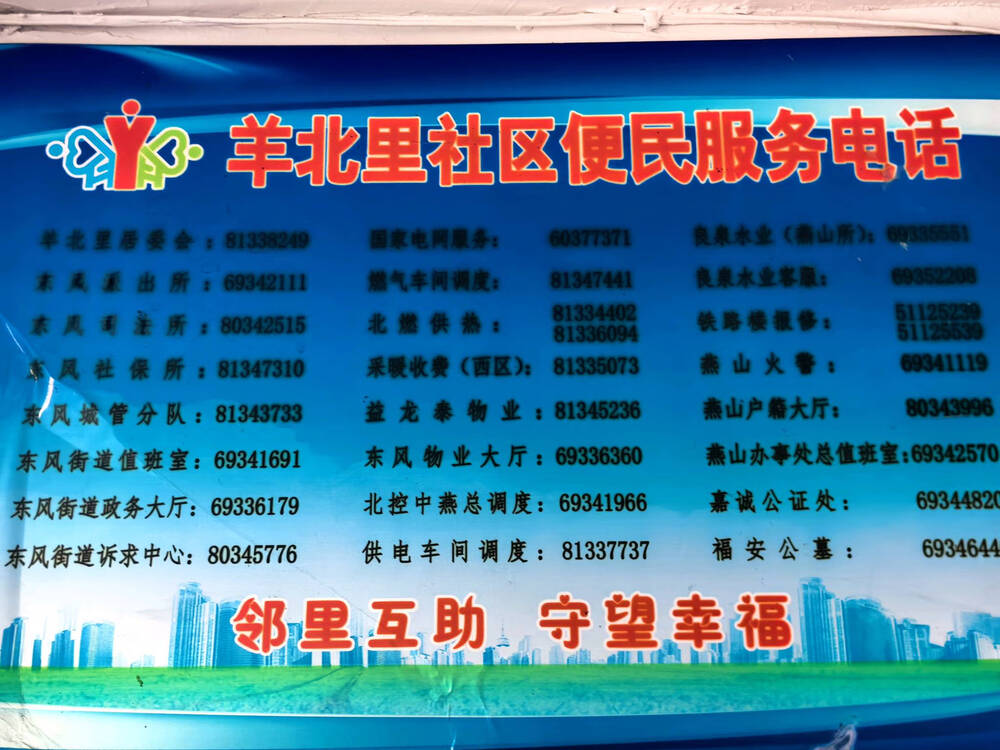 羊北里社区便民服务电话
羊北里居委会：81338249
东风派出所：69342111
东风司法所：80342515
东风社保所：81347310
东风城管分队：81343733
东风街道值班室：69341691
东风街道政务大厅：69336179
东风街道诉求中心：80345776
国家电网服务：60377371
燃气车间调度：81347441
北燃供热：81334402
81336094
采暖收费（西区）：81335073
益龙泰物业：81345236
东风物业大厅：69336360
北控中燕总调度：69341966
供电车间调度：81337737
良泉水业（燕山所）：69335551
良泉水业客服：69352208
铁路楼报修：51125239
51125539
燕山火警：69341119
燕山户籍大厅：80343996
燕山办事处总值班室：69342570
嘉诚公证处：6934482
福安公墓：6934644
邻里互助 守望幸福